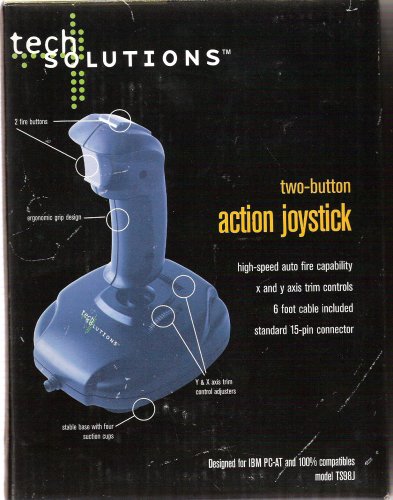 tech
SOLUTIONS™
2 fire buttons
two-button
action joystick
ergonomic grip design
high-speed auto fire capability
x and y axis trim controls
6 foot cable included
standard 15-pin connector
tech
SOLUTIONS™
Y & X axis trim
control adjusters
stable base with four
suction cups
Designed for IBM PC-AT and 100% compatibles
model TS98J